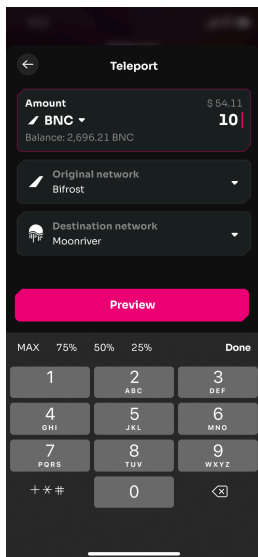 Teleport
Amount
$ 54.11
BNC
10
Balance: 2,696.21 BNC
Original network
Bifrost
Destination network
Moonriver
Preview
MAX 75% 50% 25% Done
1
2 ABC
3 DEF
4 GHI
5 JKL
6 MNO
7 PQRS
8 TUV
9 WXYZ
+*#
0